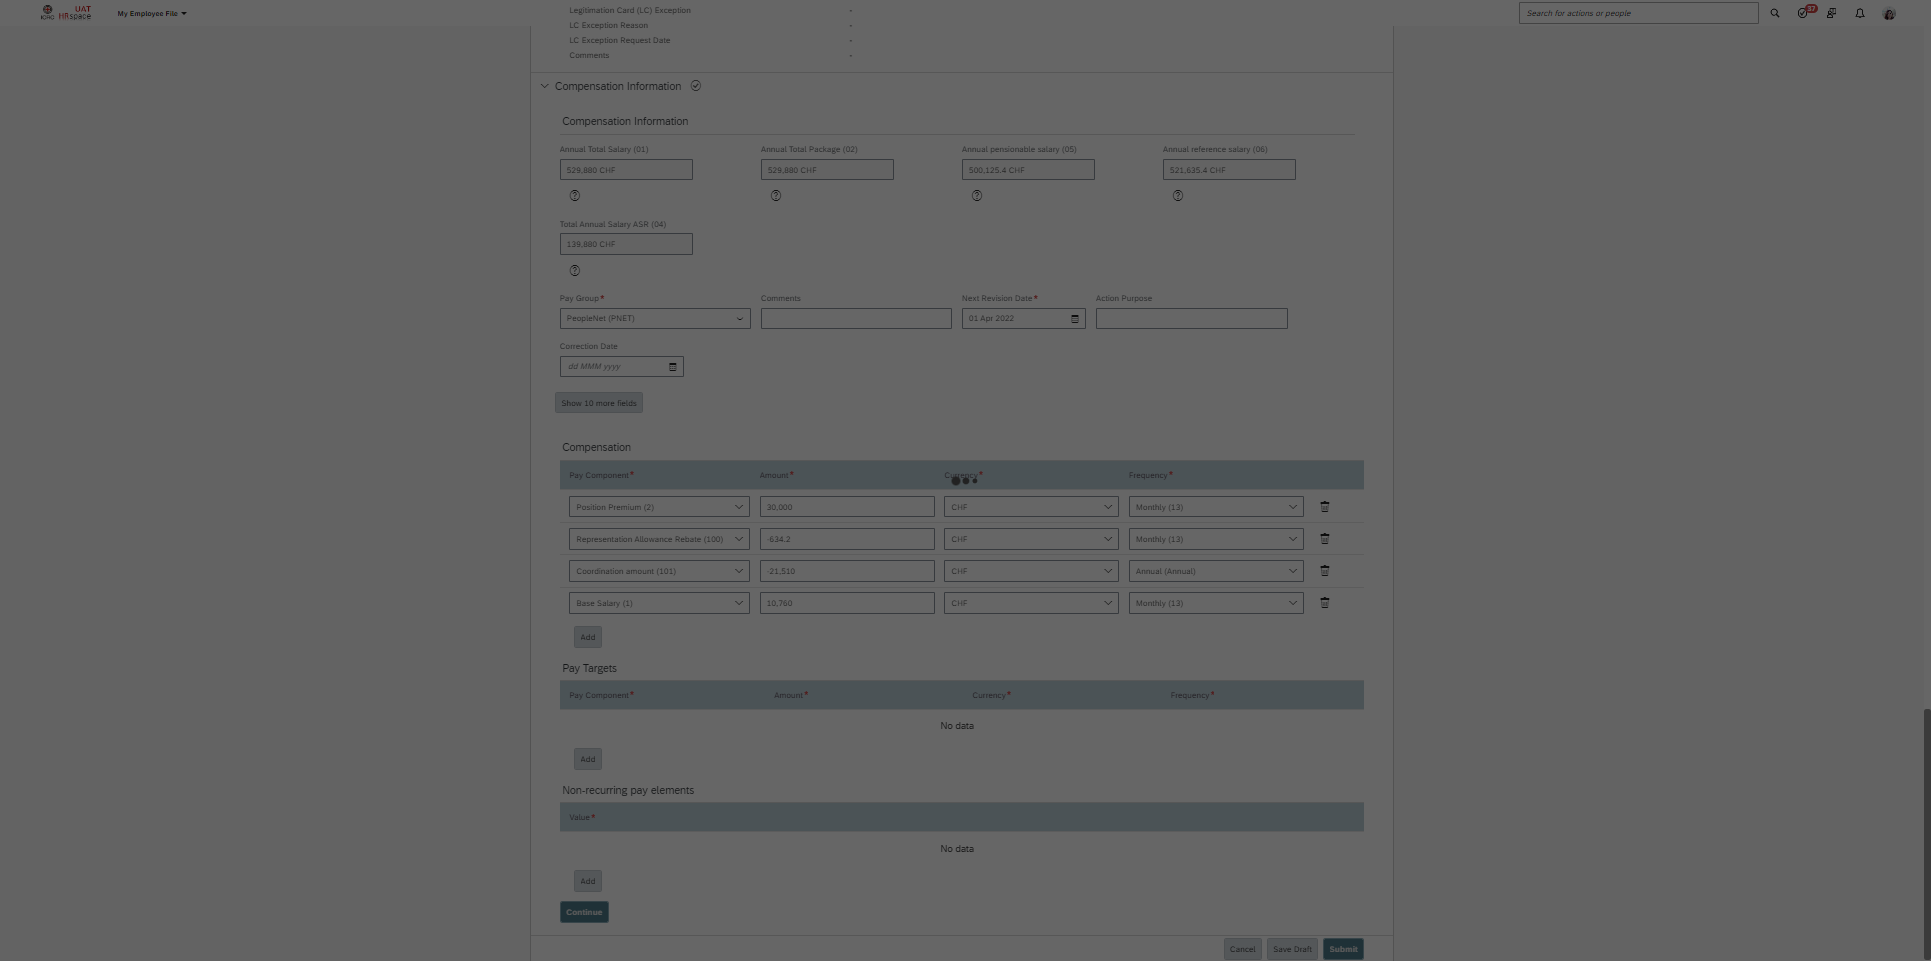 ICRC UAT HRspace My Employee File Search for actions or people 37
Legitimation Card (LC) Exception -
LC Exception Reason -
LC Exception Request Date -
Comments -
Compensation Information
Compensation Information
Annual Total Salary (01) Annual Total Package (02) Annual pensionable salary (05) Annual reference salary (06)
529,880 CHF 529,880 CHF 500,125.4 CHF 521,635.4 CHF
Total Annual Salary ASR (04)
139,880 CHF
Pay Group* Comments Next Revision Date* Action Purpose
PeopleNet (PNET) 01 Apr 2022
Correction Date
dd MMM yyyy
Show 10 more fields
Compensation
Pay Component* Amount* Currency* Frequency*
Position Premium (2) 30,000 CHF Monthly (13)
Representation Allowance Rebate (100) -634.2 CHF Monthly (13)
Coordination amount (101) -21,510 CHF Annual (Annual)
Base Salary (1) 10,760 CHF Monthly (13)
Add
Pay Targets
Pay Component* Amount* Currency* Frequency*
No data
Add
Non-recurring pay elements
Value*
No data
Add
Continue
Cancel Save Draft Submit